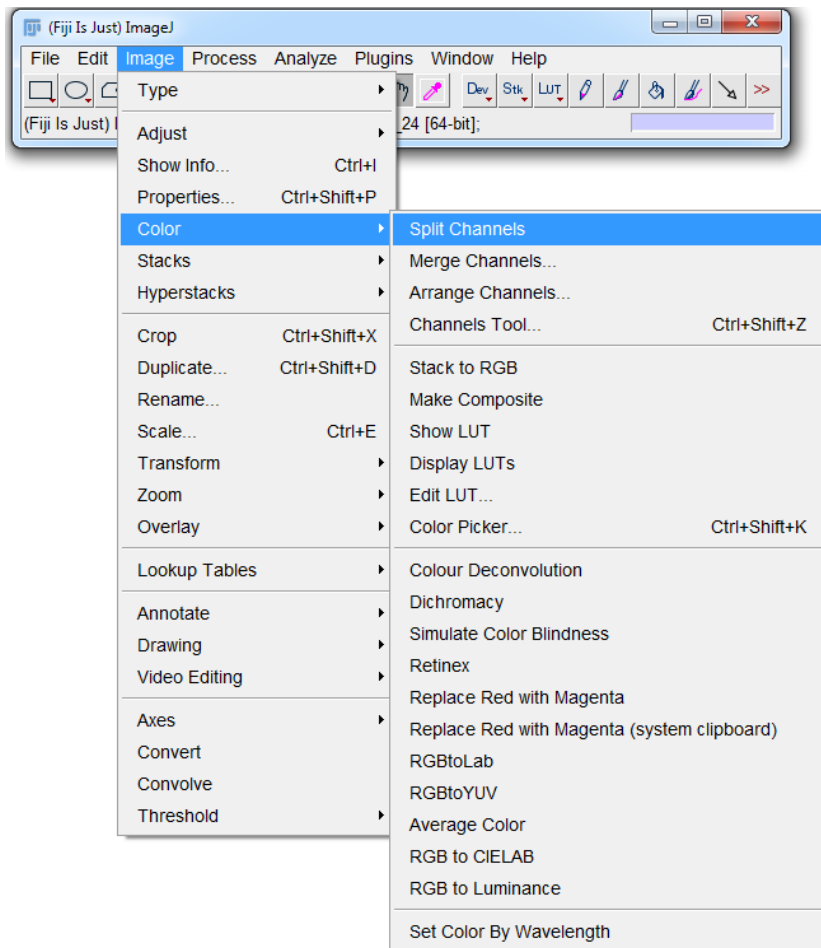 (Fiji Is Just) ImageJ
File Edit Image Process Analyze Plugins Window Help
Dev Stk LUT >>
(Fiji Is Just) _24 [64-bit];
Type
Adjust
Show Info... Ctrl+I
Properties... Ctrl+Shift+P
Color
Stacks
Hyperstacks
Crop Ctrl+Shift+X
Duplicate... Ctrl+Shift+D
Rename...
Scale... Ctrl+E
Transform
Zoom
Overlay
Lookup Tables
Annotate
Drawing
Video Editing
Axes
Convert
Convolve
Threshold
Split Channels
Merge Channels...
Arrange Channels...
Channels Tool... Ctrl+Shift+Z
Stack to RGB
Make Composite
Show LUT
Display LUTs
Edit LUT...
Color Picker... Ctrl+Shift+K
Colour Deconvolution
Dichromacy
Simulate Color Blindness
Retinex
Replace Red with Magenta
Replace Red with Magenta (system clipboard)
RGBtoLab
RGBtoYUV
Average Color
RGB to CIELAB
RGB to Luminance
Set Color By Wavelength